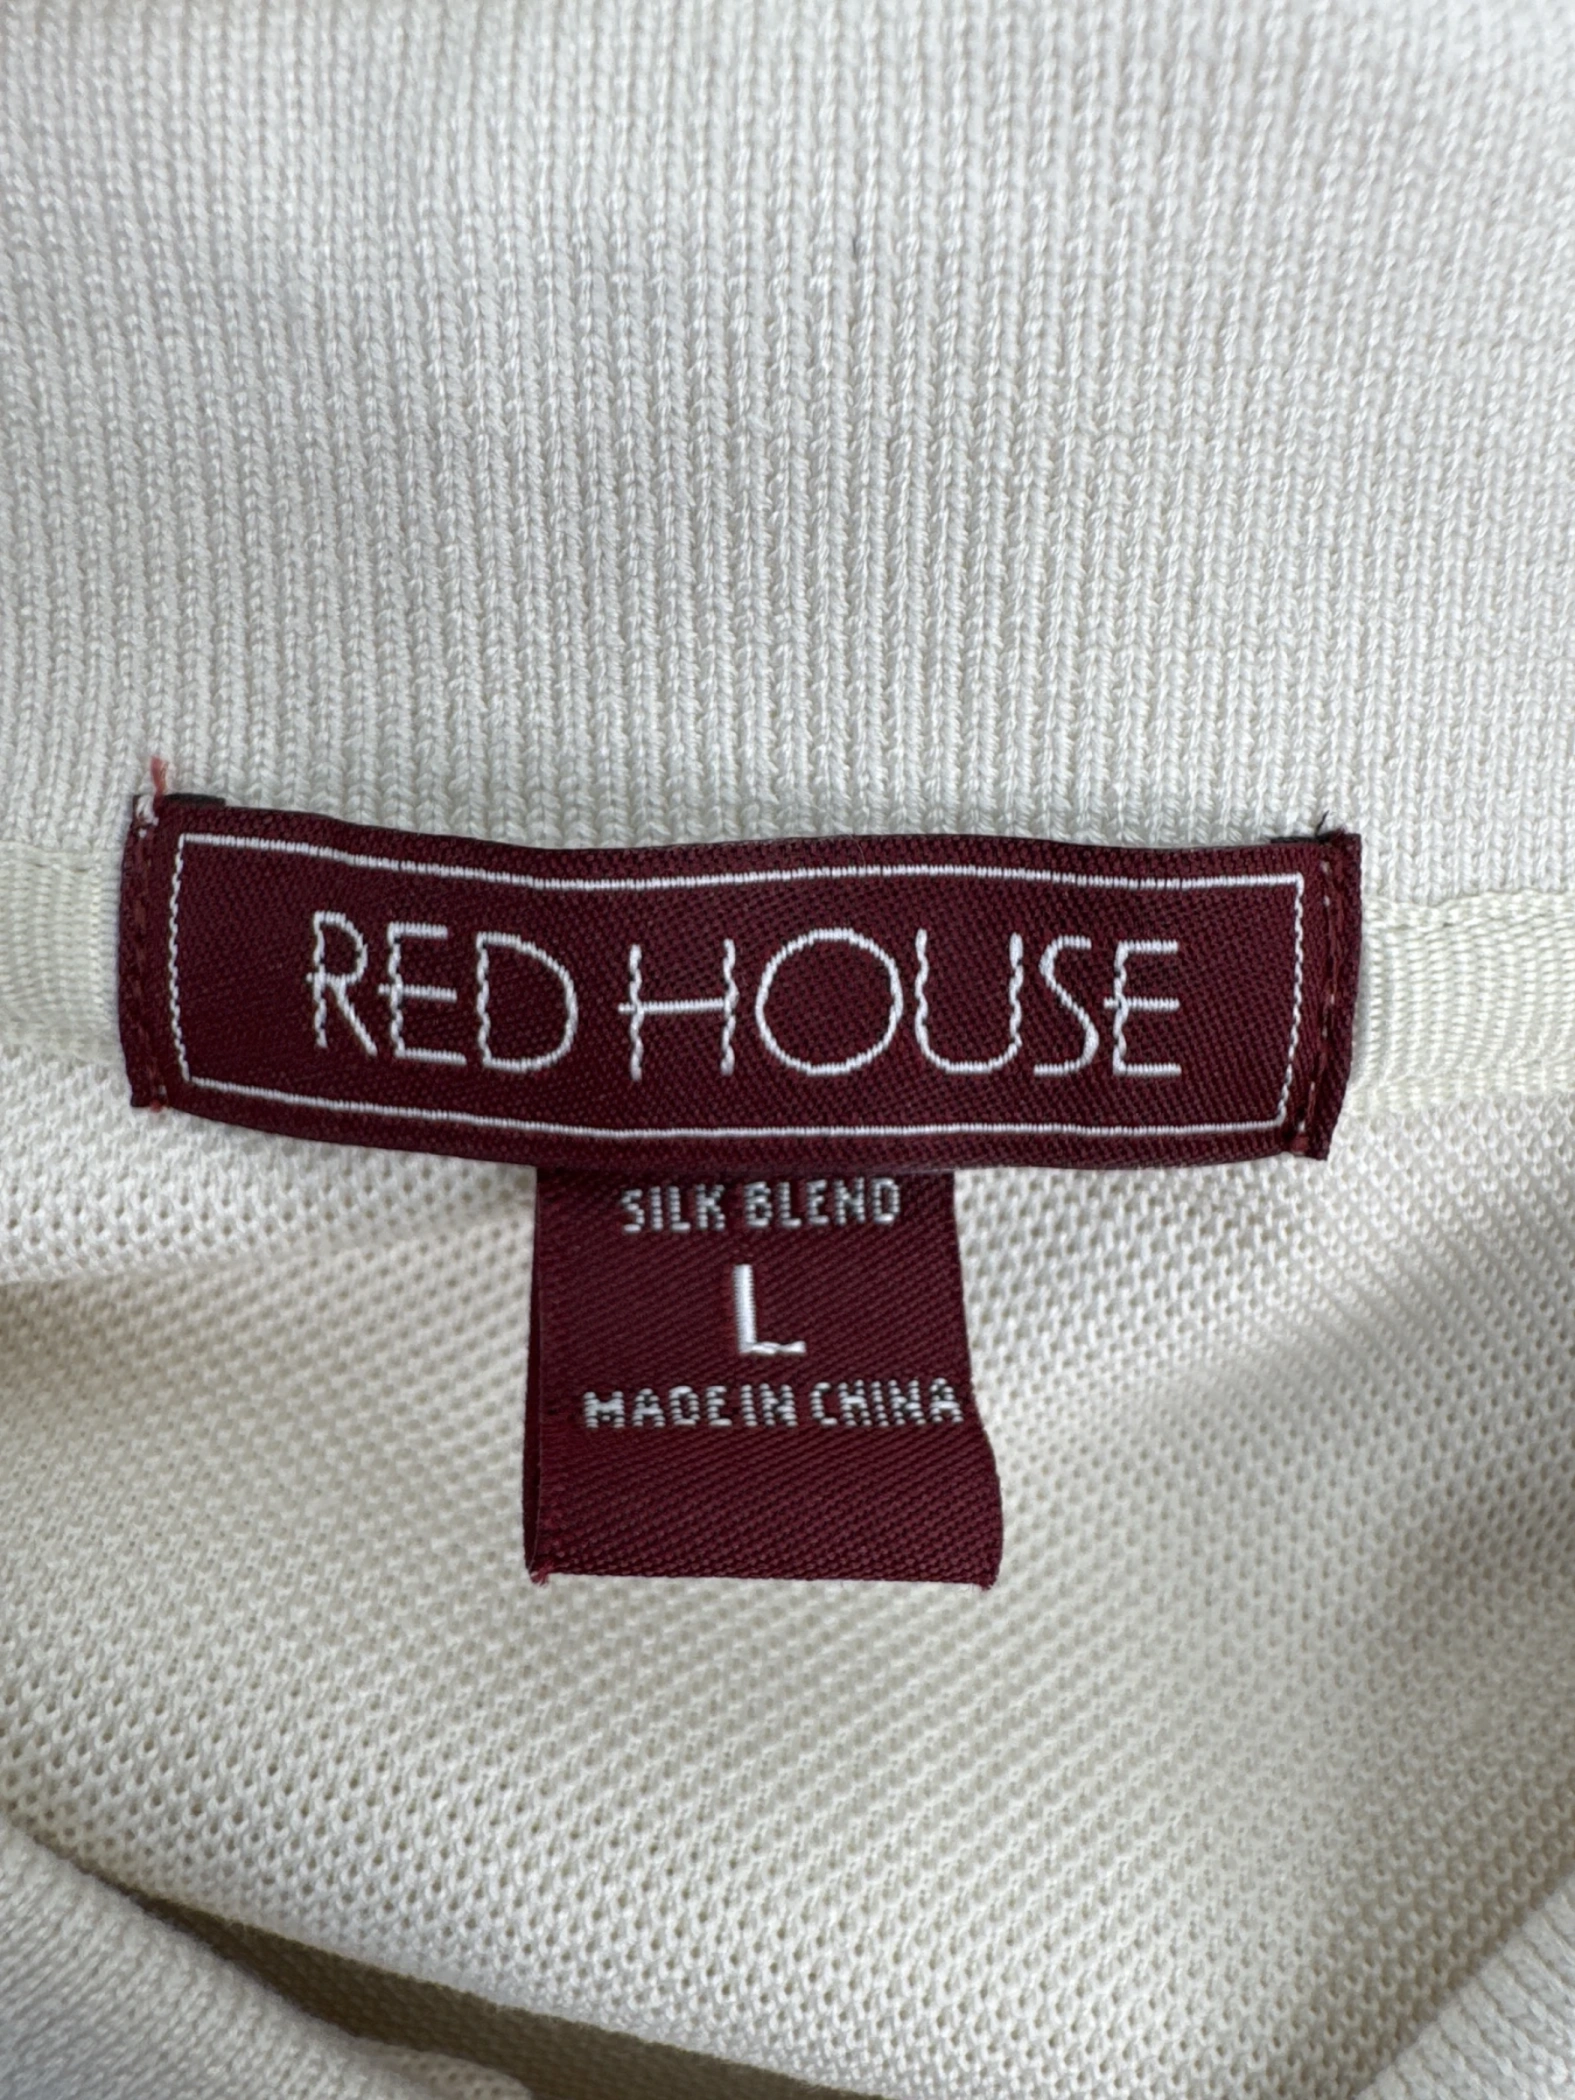 RED HOUSE
SILK BLEND
L
MADE IN CHINA